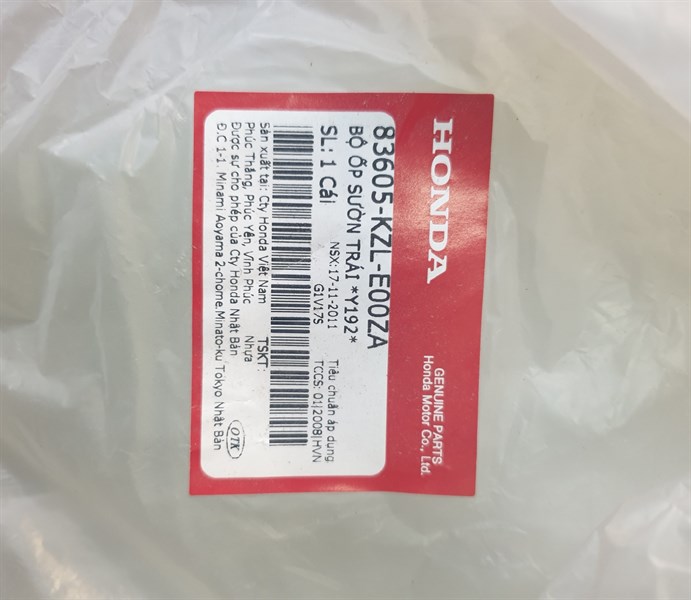 HONDA
GENUINE PARTS
Honda Motor Co., Ltd.
83605-KZL-E00ZA
BỘ ỐP SƯỜN TRÁI *Y192*
SL: 1 Cái
NSX:17-11-2011
G1V17S
Tiêu chuẩn áp dụng
TCCS: 01|2008|HVN
Sản xuất tại: Cty Honda Việt Nam
TSKT:
Phúc Thắng, Phúc Yên, Vĩnh Phúc
Nhựa
Được sự cho phép của Cty Honda Nhật Bản
Đ.C 1-1. Minami Aoyama 2-chome.Minato-ku Tokyo Nhật Bản
OTK